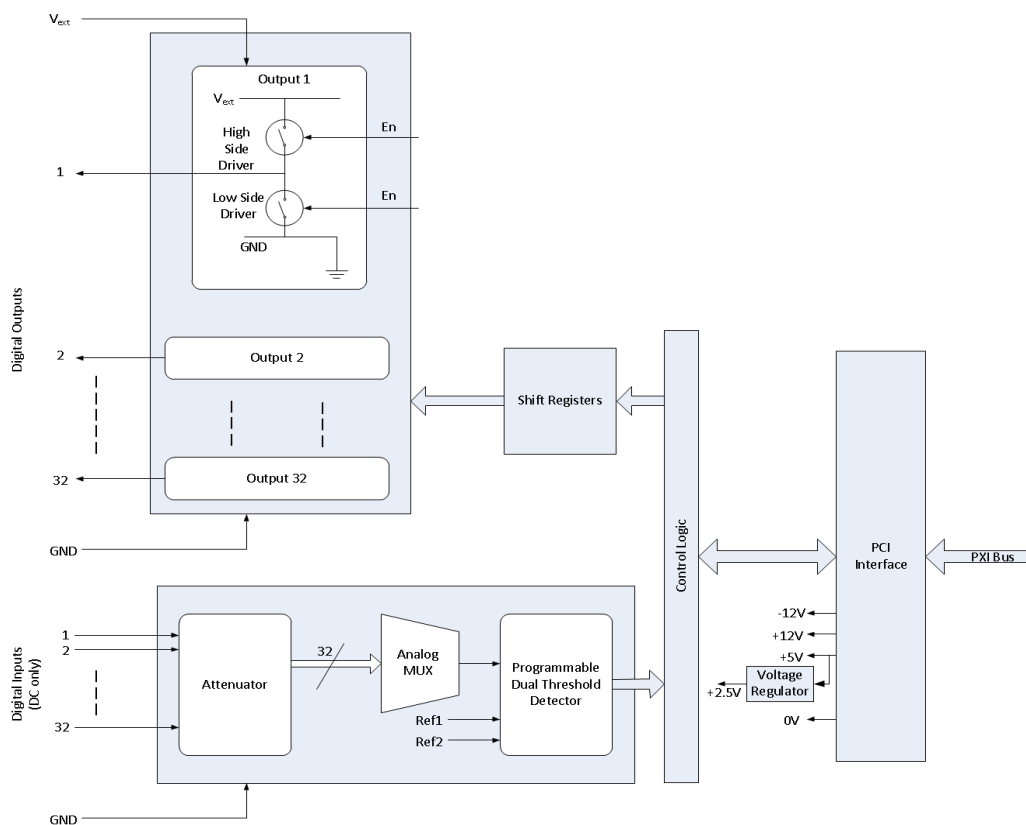 Vext
Output 1
Vext
High
Side
Driver
En
1
Low Side
Driver
En
GND
Digital Outputs
2
Output 2
32
Output 32
GND
Shift Registers
Control Logic
PCI
Interface
PXI Bus
-12V
+12V
+5V
Voltage
Regulator
+2.5V
0V
Digital Inputs
(DC only)
1
2
32
Attenuator
32
Analog
MUX
Programmable
Dual Threshold
Detector
Ref1
Ref2
GND